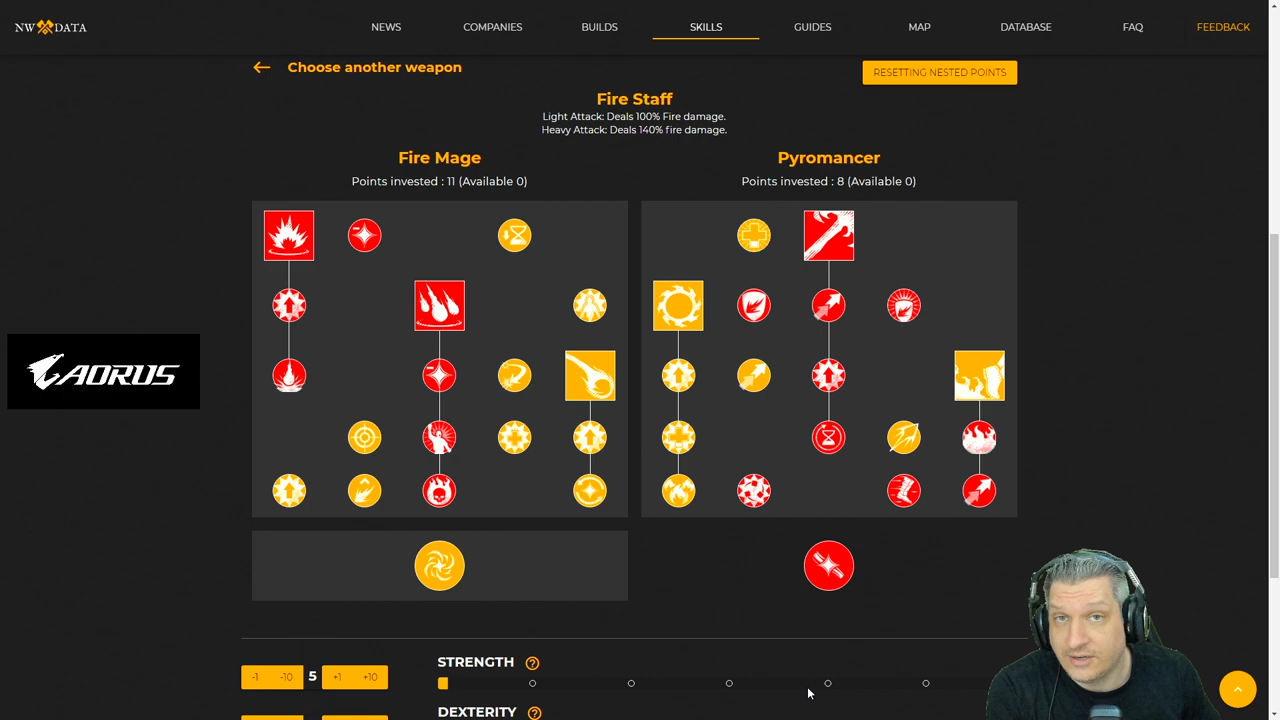 NW DATA
NEWS
COMPANIES
BUILDS
SKILLS
GUIDES
MAP
DATABASE
FAQ
FEEDBACK
Choose another weapon
RESETTING NESTED POINTS
Fire Staff
Light Attack: Deals 100% Fire damage.
Heavy Attack: Deals 140% fire damage.
Fire Mage
Points invested : 11 (Available 0)
Pyromancer
Points invested : 8 (Available 0)
AORUS
-1 -10 5 +1 +10
STRENGTH ?
DEXTERITY ?